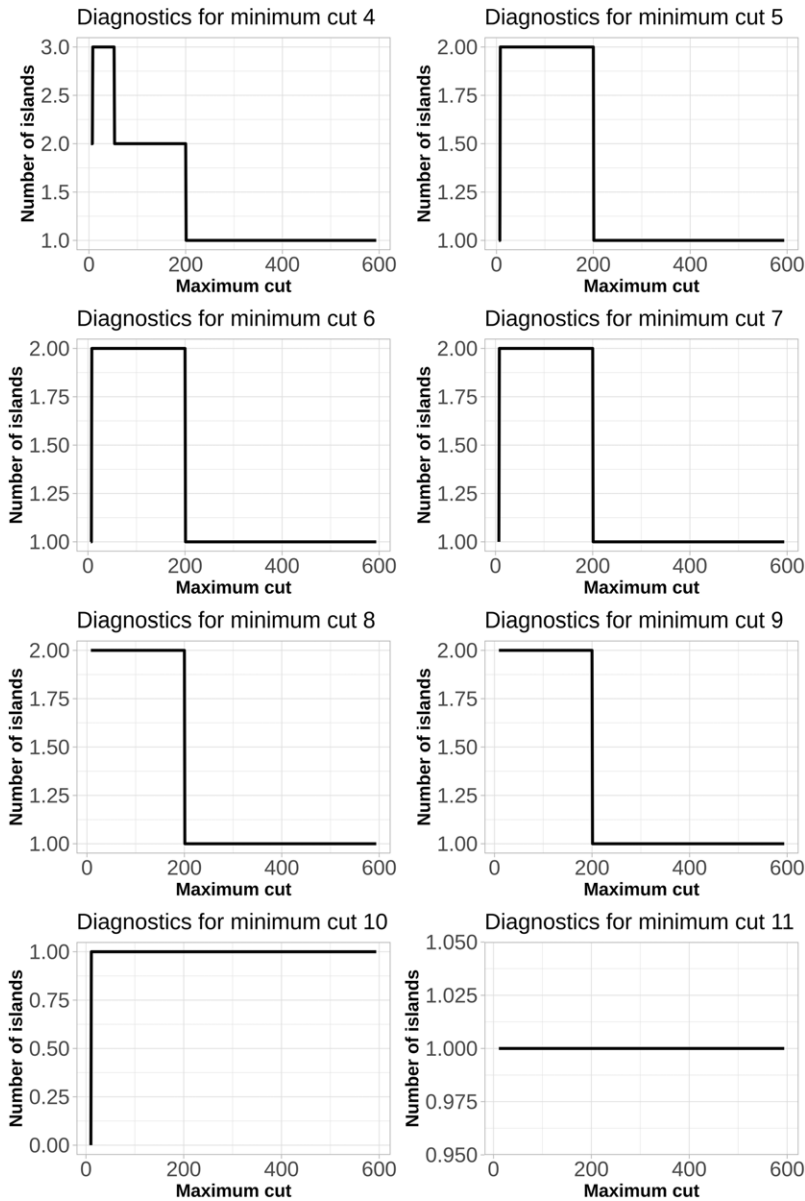 Diagnostics for minimum cut 4
Number of islands
3.0
2.5
2.0
1.5
1.0
0 200 400 600
Maximum cut
Diagnostics for minimum cut 5
Number of islands
2.00
1.75
1.50
1.25
1.00
0 200 400 600
Maximum cut
Diagnostics for minimum cut 6
Number of islands
2.00
1.75
1.50
1.25
1.00
0 200 400 600
Maximum cut
Diagnostics for minimum cut 7
Number of islands
2.00
1.75
1.50
1.25
1.00
0 200 400 600
Maximum cut
Diagnostics for minimum cut 8
Number of islands
2.00
1.75
1.50
1.25
1.00
0 200 400 600
Maximum cut
Diagnostics for minimum cut 9
Number of islands
2.00
1.75
1.50
1.25
1.00
0 200 400 600
Maximum cut
Diagnostics for minimum cut 10
Number of islands
1.00
0.75
0.50
0.25
0.00
0 200 400 600
Maximum cut
Diagnostics for minimum cut 11
Number of islands
1.050
1.025
1.000
0.975
0.950
0 200 400 600
Maximum cut